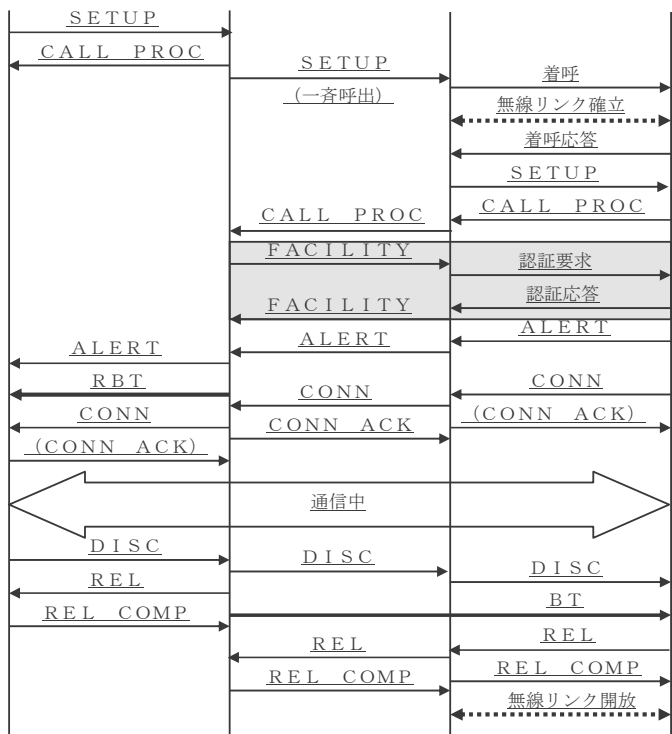 ＳＥＴＵＰ
ＣＡＬＬ　ＰＲＯＣ
ＳＥＴＵＰ
（一斉呼出）
着呼
無線リンク確立
着呼応答
ＳＥＴＵＰ
ＣＡＬＬ　ＰＲＯＣ
ＣＡＬＬ　ＰＲＯＣ
ＦＡＣＩＬＩＴＹ
認証要求
認証応答
ＦＡＣＩＬＩＴＹ
ＡＬＥＲＴ
ＡＬＥＲＴ
ＡＬＥＲＴ
ＲＢＴ
ＣＯＮＮ
ＣＯＮＮ
ＣＯＮＮ
ＣＯＮＮ　ＡＣＫ
（ＣＯＮＮ　ＡＣＫ）
（ＣＯＮＮ　ＡＣＫ）
通信中
ＤＩＳＣ
ＤＩＳＣ
ＤＩＳＣ
ＲＥＬ
ＢＴ
ＲＥＬ　ＣＯＭＰ
ＲＥＬ
ＲＥＬ
ＲＥＬ　ＣＯＭＰ
ＲＥＬ　ＣＯＭＰ
無線リンク開放